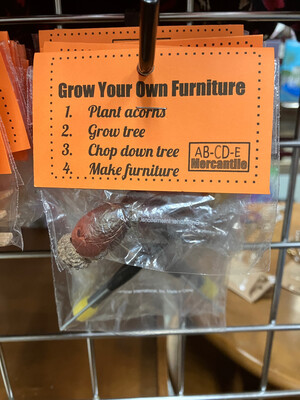 Grow Your Own Furniture
1. Plant acorns
2. Grow tree
3. Chop down tree
4. Make furniture
AB-CD-E
Mercantile